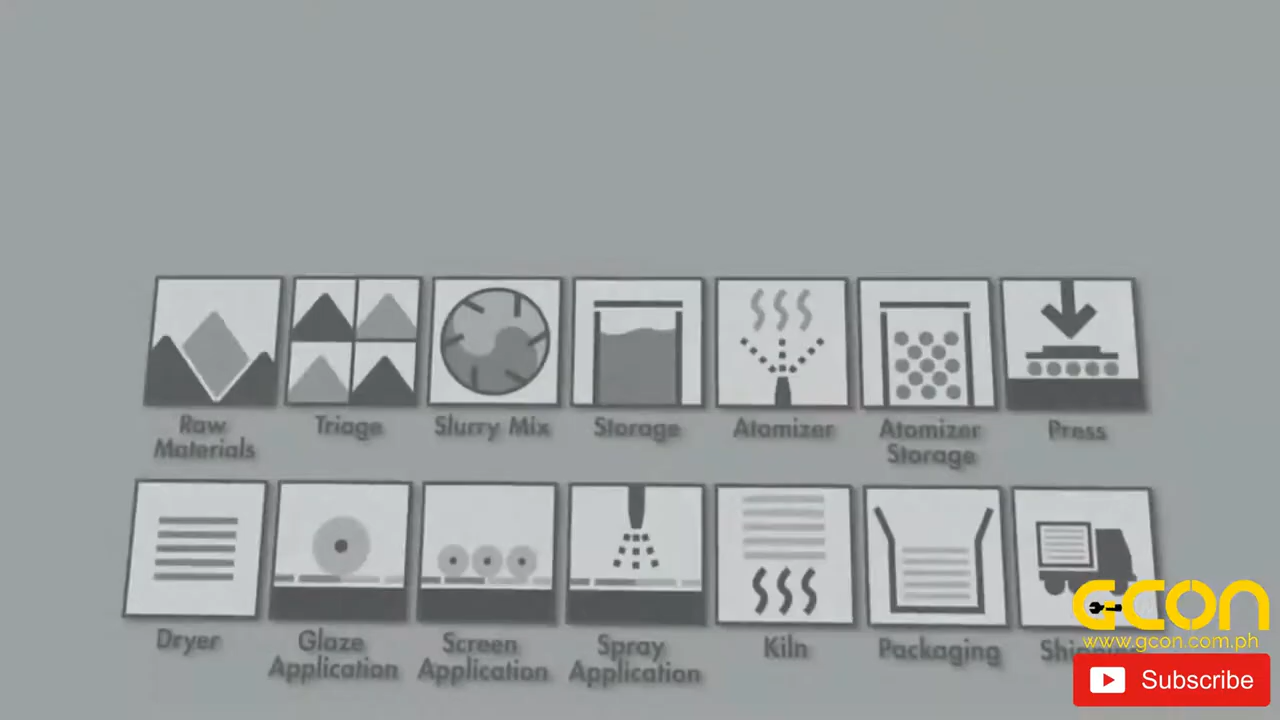 Raw
Materials
Triage
Slurry Mix
Storage
Atomizer
Atomizer
Storage
Press
Dryer
Glaze
Application
Screen
Application
Spray
Application
Kiln
Packaging
GCON
www.gcon.com.ph
Subscribe